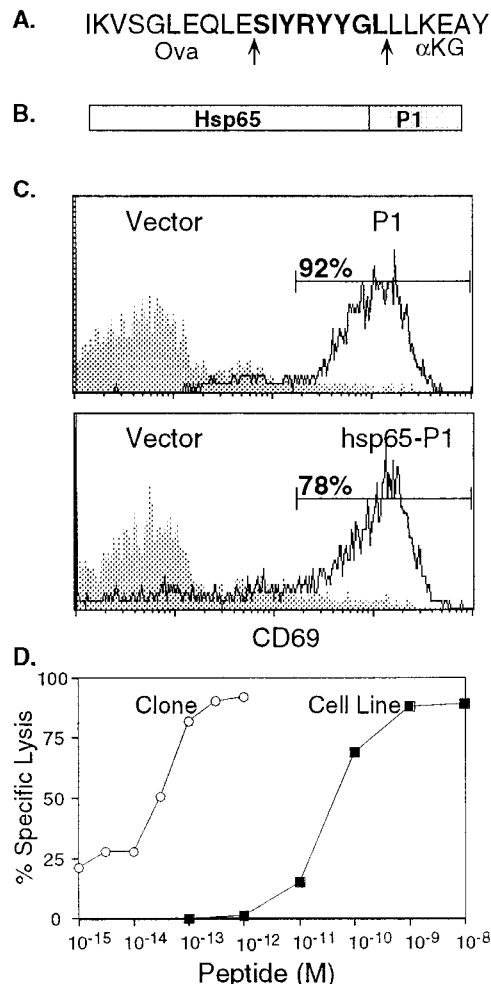 A. IKVSGLEQLESIYRYYGLLLKEAY
Ova αKG
B. Hsp65 P1
C.
Vector P1
92%
Vector hsp65-P1
78%
CD69
D.
100
75
50
25
0
% Specific Lysis
Clone Cell Line
10-15 10-14 10-13 10-12 10-11 10-10 10-9 10-8
Peptide (M)